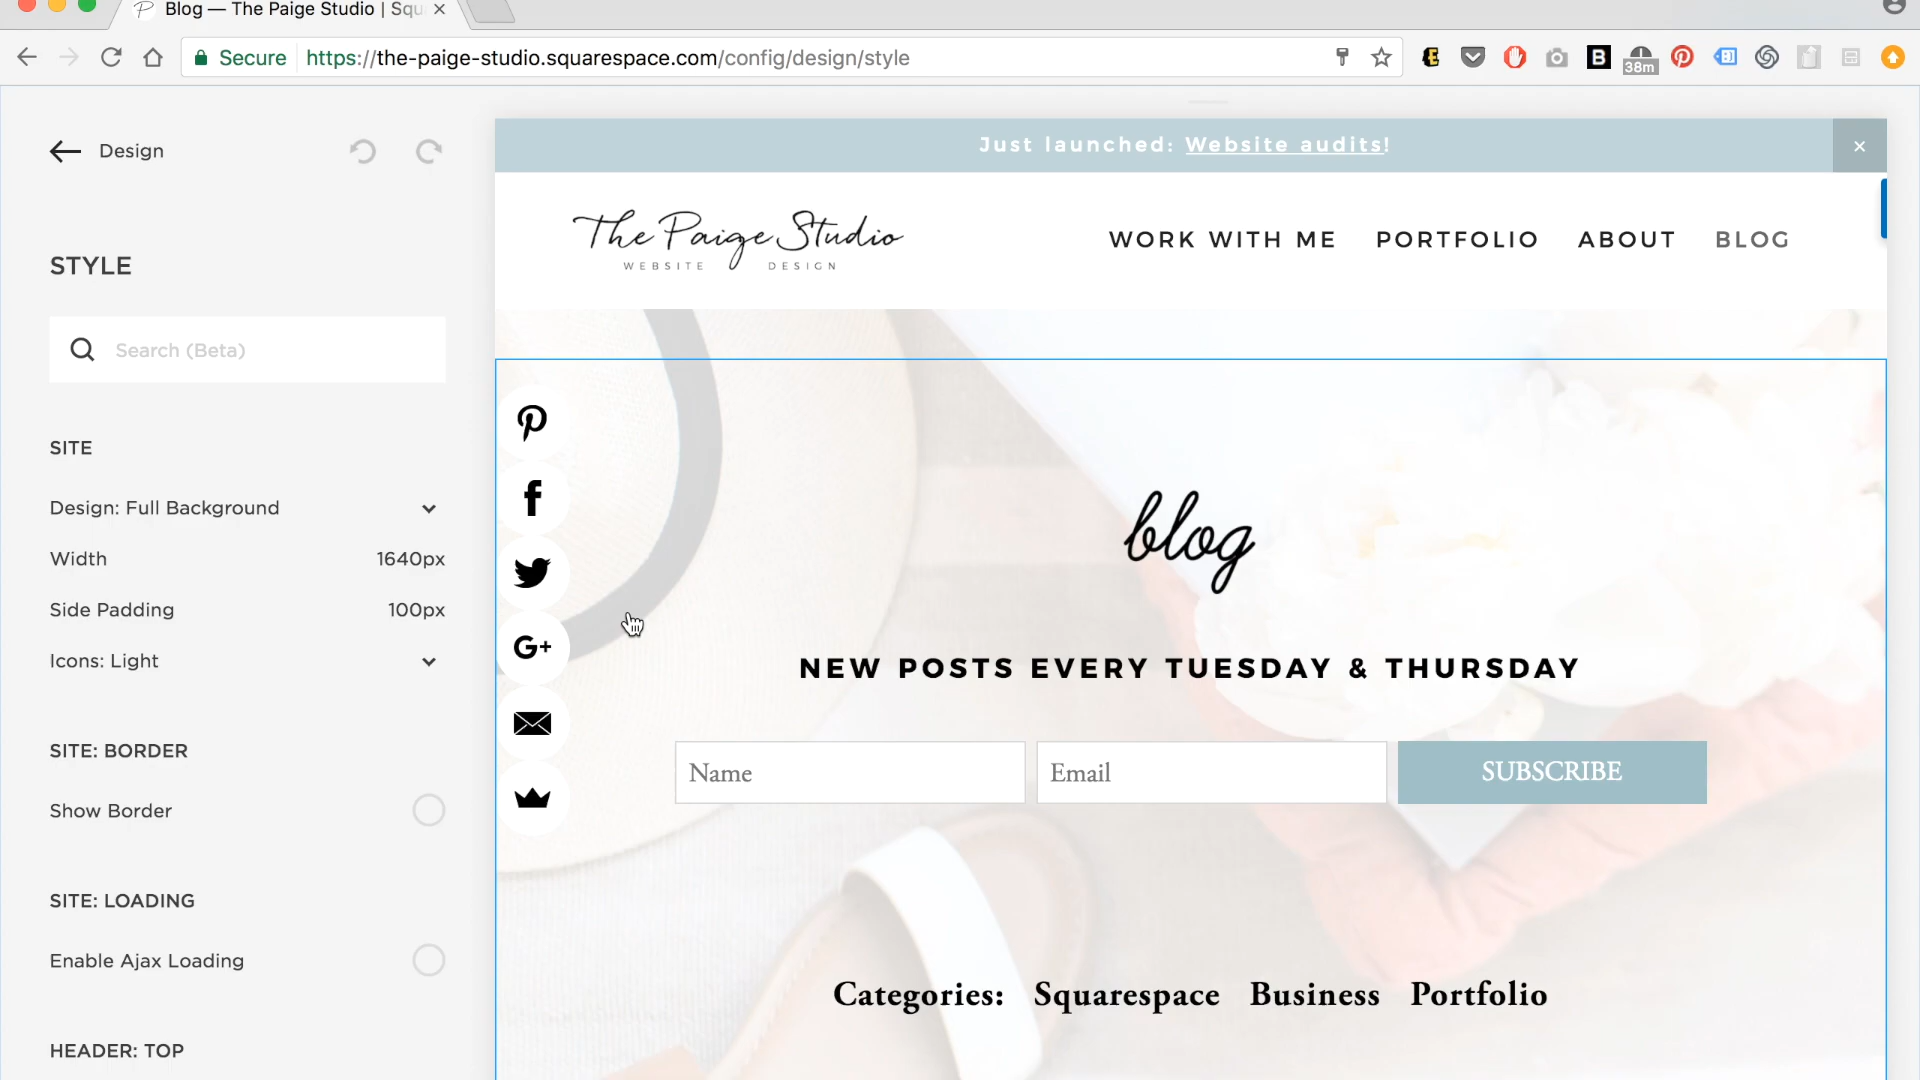 Blog — The Paige Studio | Squ
Secure https://the-paige-studio.squarespace.com/config/design/style
38m
Design
STYLE
Search (Beta)
SITE
Design: Full Background
Width 1640px
Side Padding 100px
Icons: Light
SITE: BORDER
Show Border
SITE: LOADING
Enable Ajax Loading
HEADER: TOP
Just launched: Website audits!
The Paige Studio
WEBSITE DESIGN
WORK WITH ME PORTFOLIO ABOUT BLOG
blog
NEW POSTS EVERY TUESDAY & THURSDAY
Name Email SUBSCRIBE
Categories: Squarespace Business Portfolio
G+